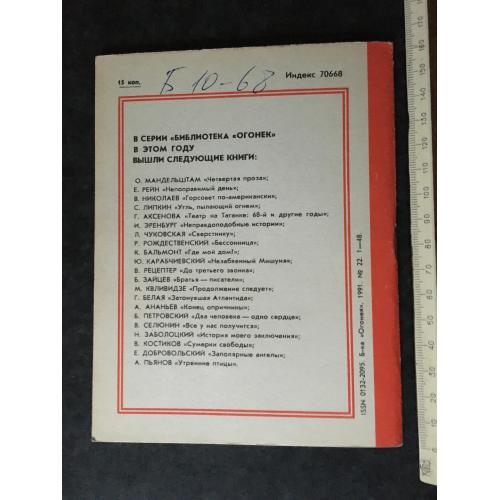 15 коп.
Б 10-68
Индекс 70668
В СЕРИИ «БИБЛИОТЕКА «ОГОНЕК»
В ЭТОМ ГОДУ
ВЫШЛИ СЛЕДУЮЩИЕ КНИГИ:
О. МАНДЕЛЬШТАМ «Четвертая проза»;
Е. РЕЙН «Непоправимый день»;
В. НИКОЛАЕВ «Горсовет по-американски»;
С. ЛИПКИН «Угль, пылающий огнем»;
Г. АКСЕНОВА «Театр на Таганке: 68-й и другие годы»;
И. ЭРЕНБУРГ «Неправдоподобные истории»;
Л. ЧУКОВСКАЯ «Сверстнику»;
Р. РОЖДЕСТВЕНСКИЙ «Бессонница»;
К. БАЛЬМОНТ «Где мой дом?»;
Ю. КАРАБЧИЕВСКИЙ «Незабвенный Мишуня»;
В. РЕЦЕПТЕР «До третьего звонка»;
Б. ЗАЙЦЕВ «Братья — писатели»;
М. КВЛИВИДЗЕ «Продолжение следует»;
Г. БЕЛАЯ «Затонувшая Атлантида»;
А. АНАНЬЕВ «Конец опричнины»;
Б. ПЕТРОВСКИЙ «Два человека — одно сердце»;
В. СЕЛЮНИН «Все у нас получится»;
Н. ЗАБОЛОЦКИЙ «История моего заключения»;
В. КОСТИКОВ «Сумерки свободы»;
Е. ДОБРОВОЛЬСКИЙ «Заполярные ангелы»;
А. ПЬЯНОВ «Утренние птицы».
ISSN 0132-2095. Б-ка «Огонек». 1991. № 22. 1—48.